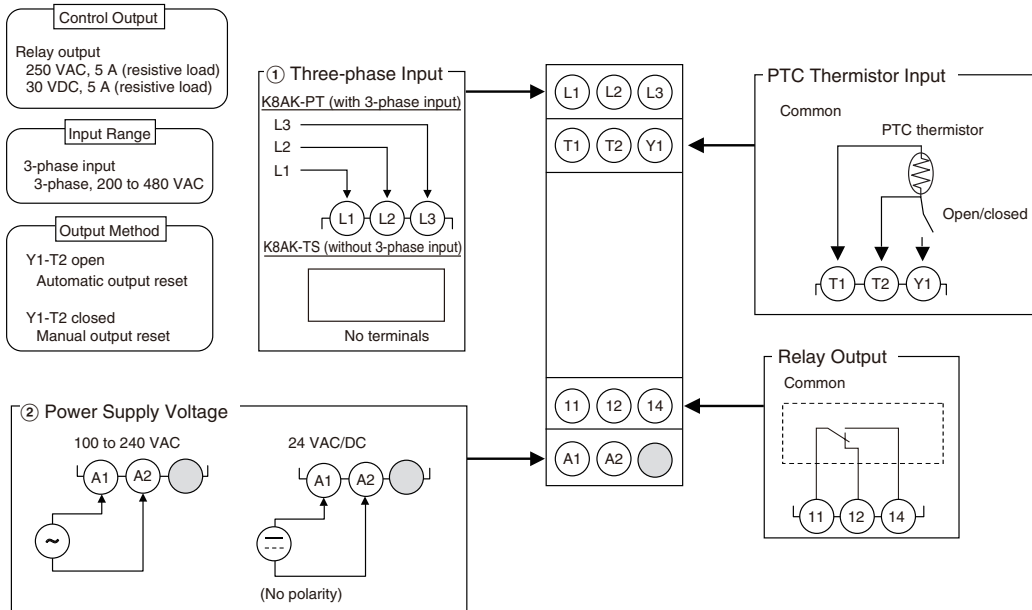 Control Output
Relay output
250 VAC, 5 A (resistive load)
30 VDC, 5 A (resistive load)
Input Range
3-phase input
3-phase, 200 to 480 VAC
Output Method
Y1-T2 open
Automatic output reset
Y1-T2 closed
Manual output reset
① Three-phase Input
K8AK-PT (with 3-phase input)
L3
L2
L1
L1 L2 L3
K8AK-TS (without 3-phase input)
No terminals
② Power Supply Voltage
100 to 240 VAC
A1 A2
~
24 VAC/DC
A1 A2
(No polarity)
L1 L2 L3
T1 T2 Y1
11 12 14
A1 A2
PTC Thermistor Input
Common
PTC thermistor
Open/closed
T1 T2 Y1
Relay Output
Common
11 12 14